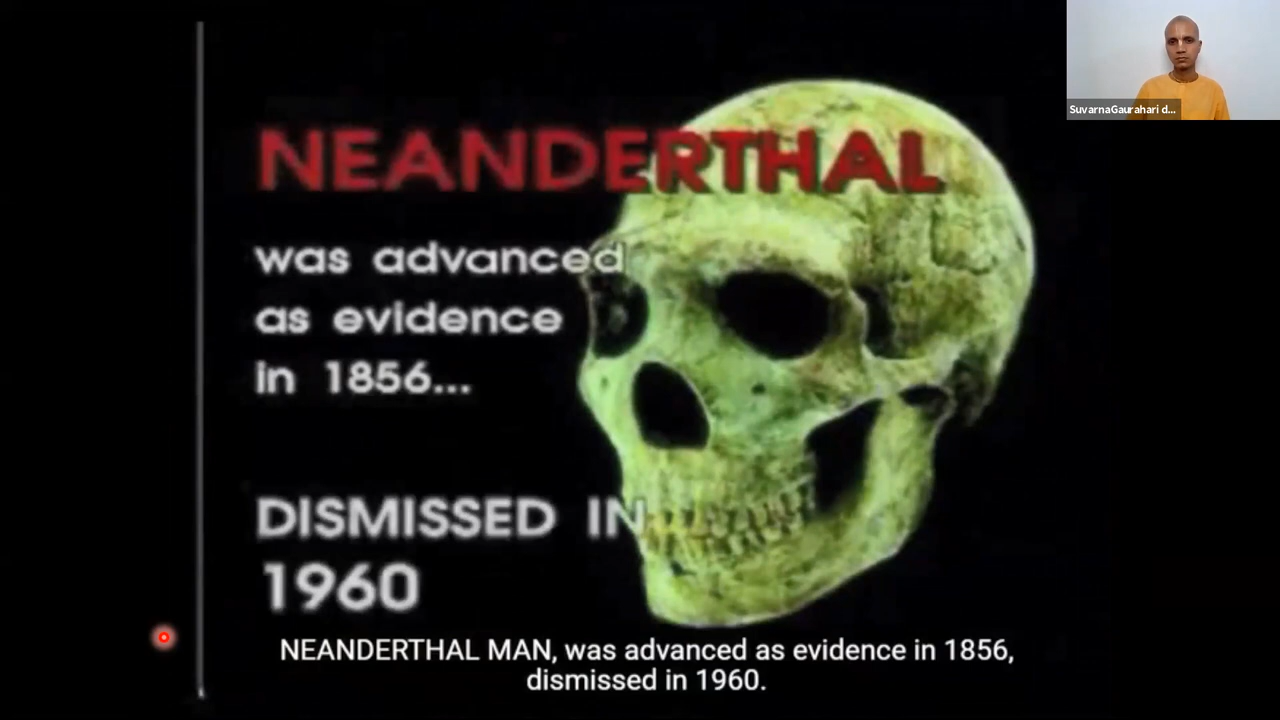 SuvarnaGaurahari d...
NEANDERTHAL
was advanced
as evidence
in 1856...
DISMISSED IN
1960
NEANDERTHAL MAN, was advanced as evidence in 1856,
dismissed in 1960.